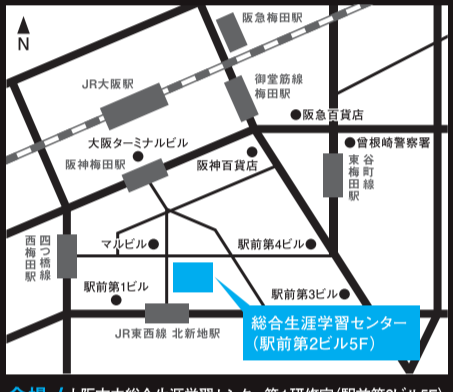 N
阪急梅田駅
JR大阪駅
御堂筋線
梅田駅
阪急百貨店
大阪ターミナルビル
曽根崎警察署
阪神梅田駅
阪神百貨店
谷町線
東梅田駅
四つ橋線
西梅田駅
マルビル
駅前第4ビル
駅前第1ビル
駅前第3ビル
総合生涯学習センター
(駅前第2ビル5F)
JR東西線 北新地駅